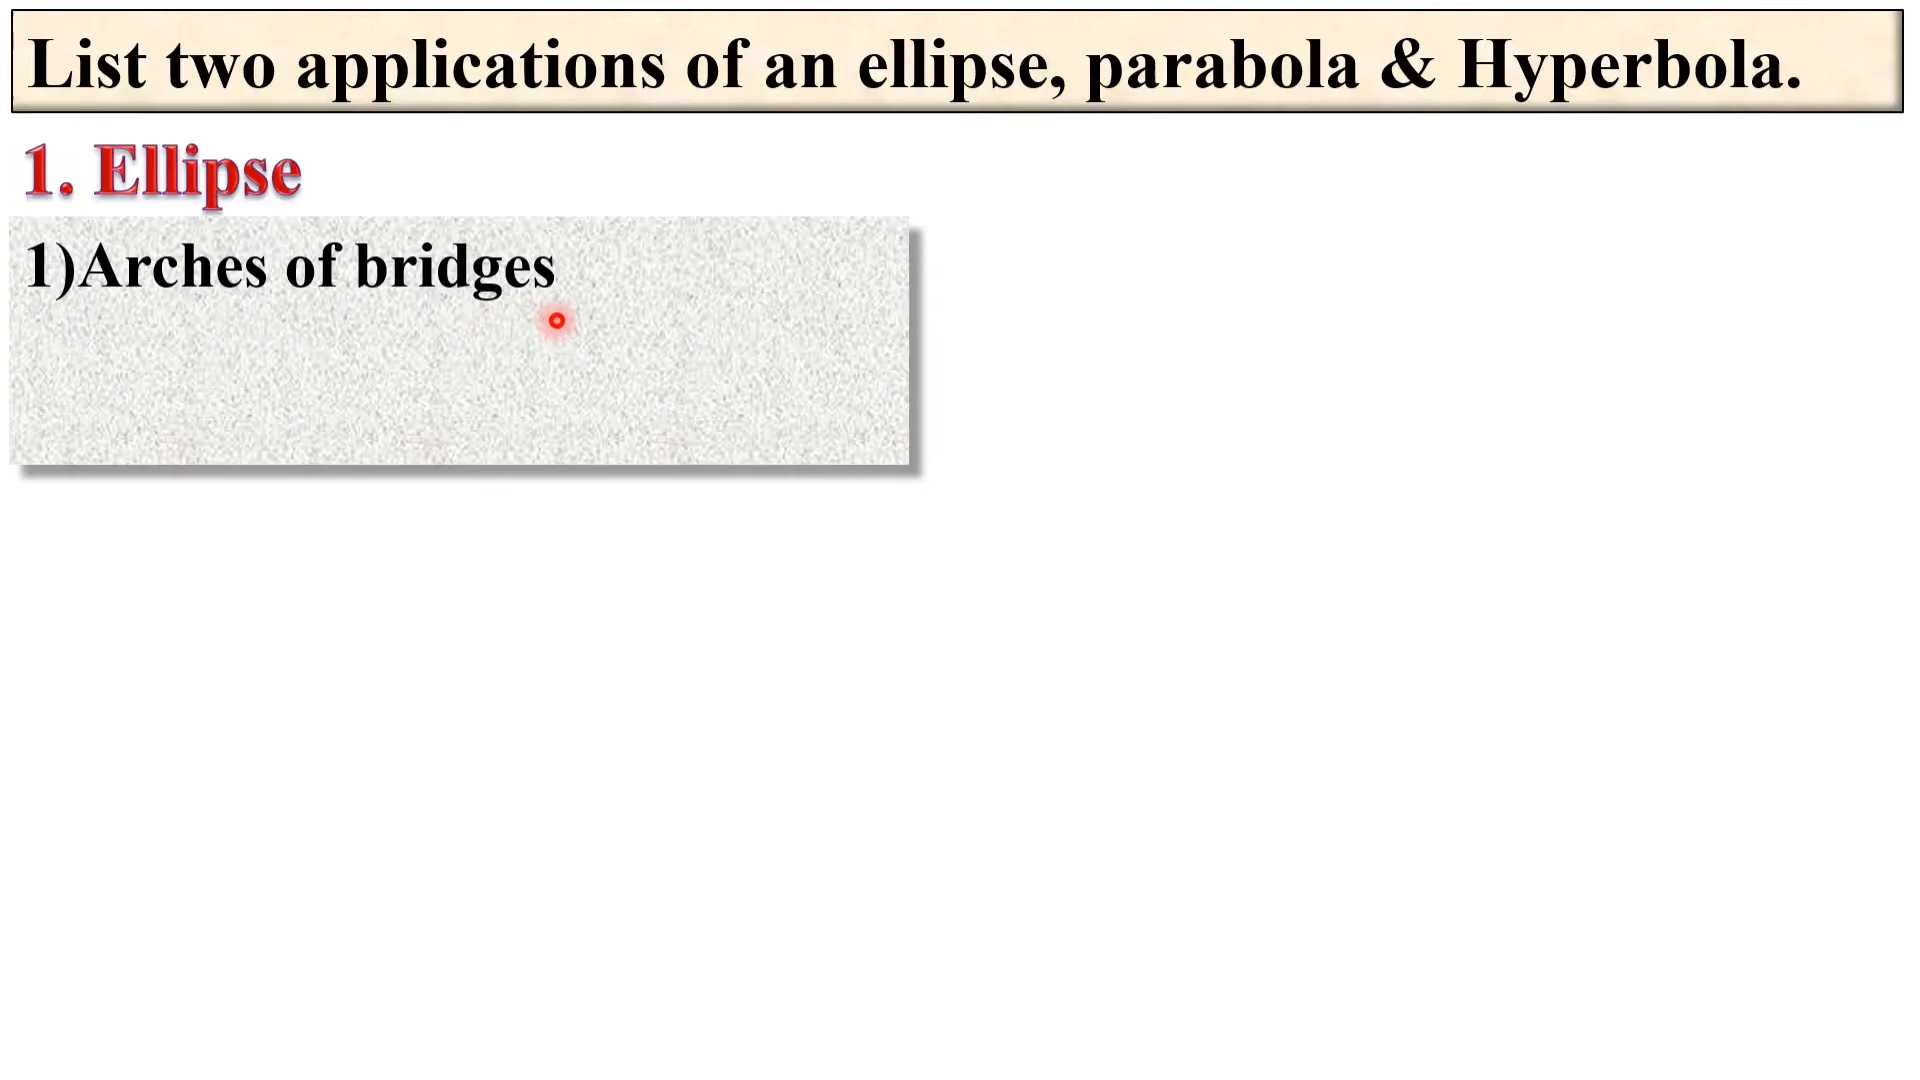 List two applications of an ellipse, parabola & Hyperbola.
1. Ellipse
1)Arches of bridges